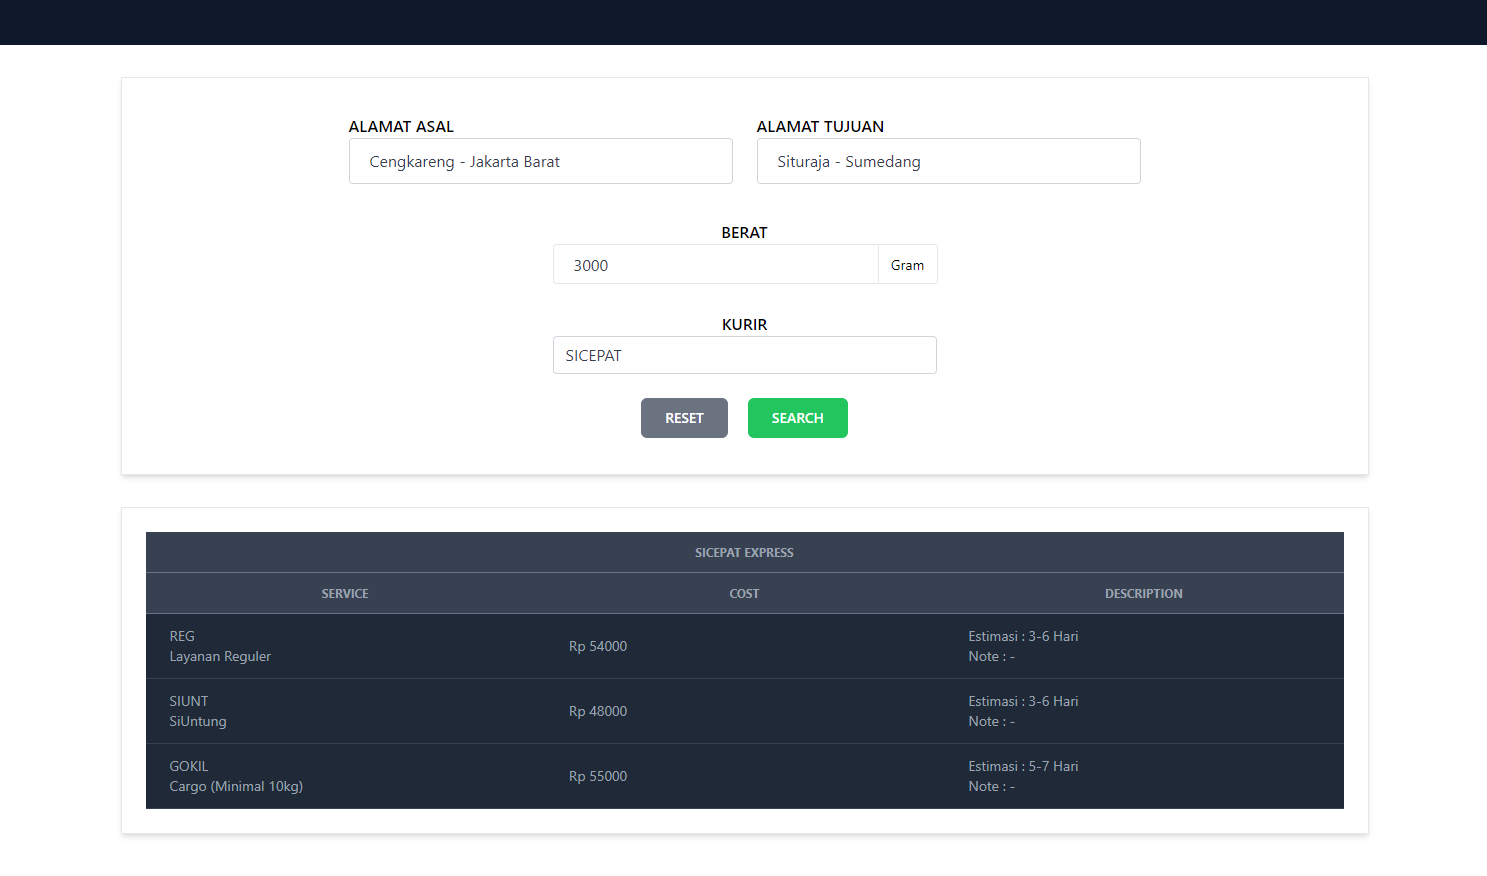 ALAMAT ASAL
ALAMAT TUJUAN
Cengkareng - Jakarta Barat
Situraja - Sumedang
BERAT
3000
Gram
KURIR
SICEPAT
RESET
SEARCH
SICEPAT EXPRESS
SERVICE
COST
DESCRIPTION
REG
Layanan Reguler
Rp 54000
Estimasi : 3-6 Hari
Note : -
SIUNT
SiUntung
Rp 48000
Estimasi : 3-6 Hari
Note : -
GOKIL
Cargo (Minimal 10kg)
Rp 55000
Estimasi : 5-7 Hari
Note : -